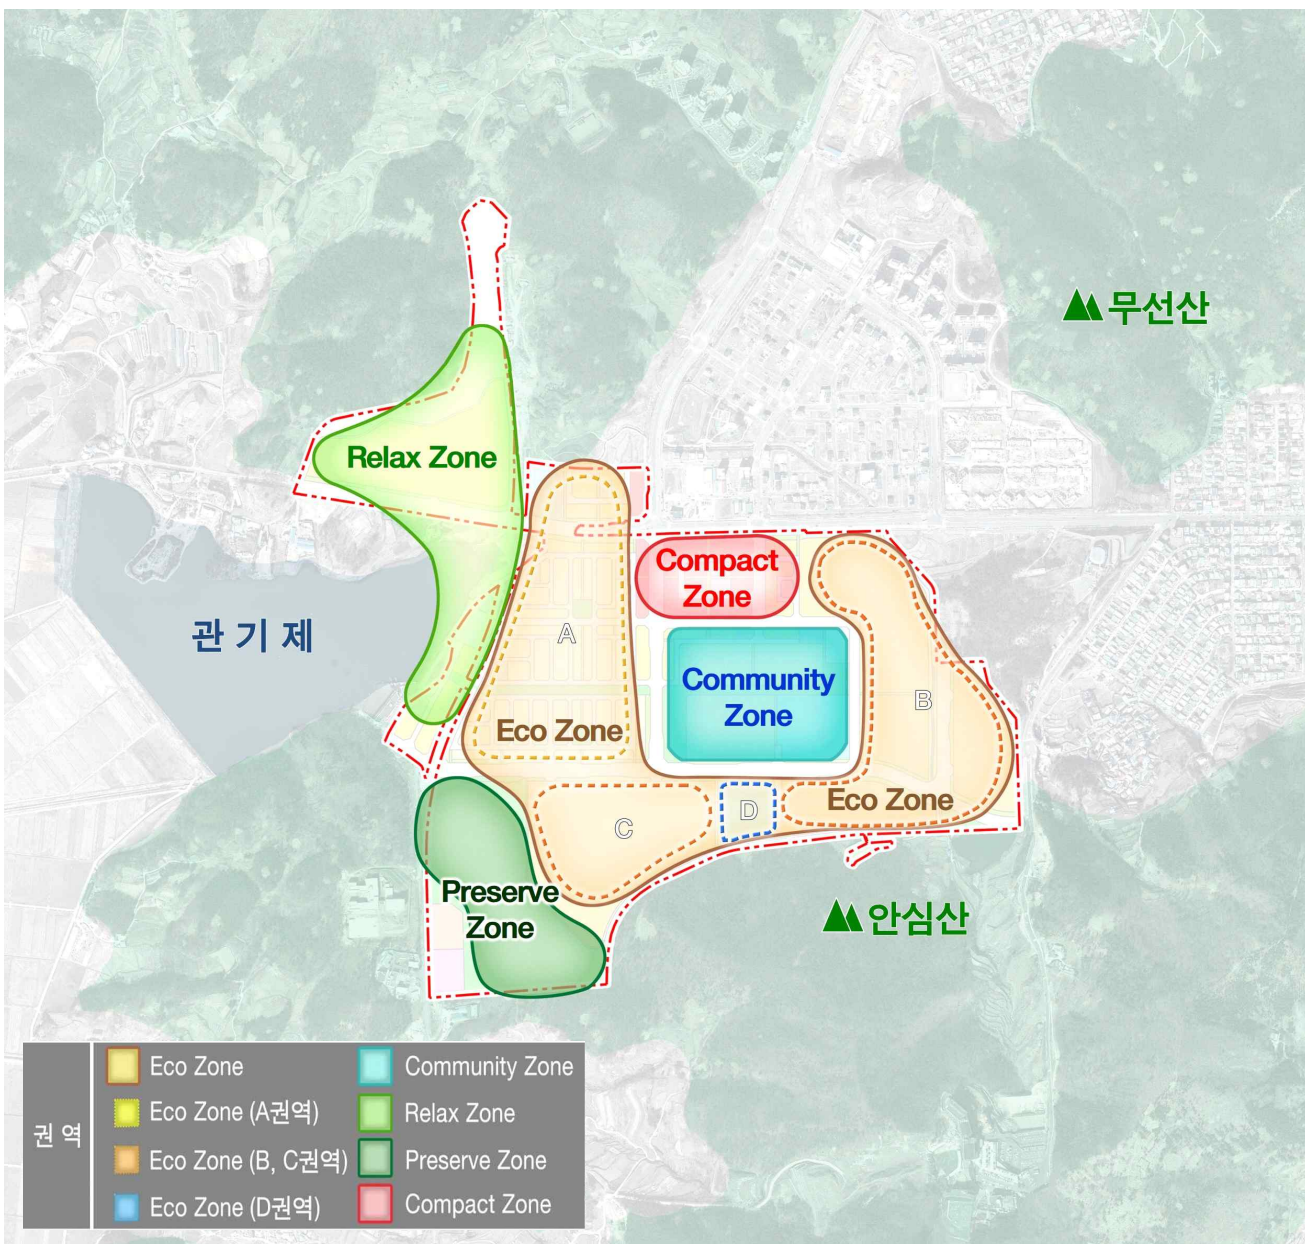 무선산
Relax Zone
Compact
Zone
관 기 제
A
Community
Zone
B
Eco Zone
Eco Zone
C
D
Preserve
Zone
안심산
권 역
Eco Zone
Community Zone
Eco Zone (A권역)
Relax Zone
Eco Zone (B, C권역)
Preserve Zone
Eco Zone (D권역)
Compact Zone